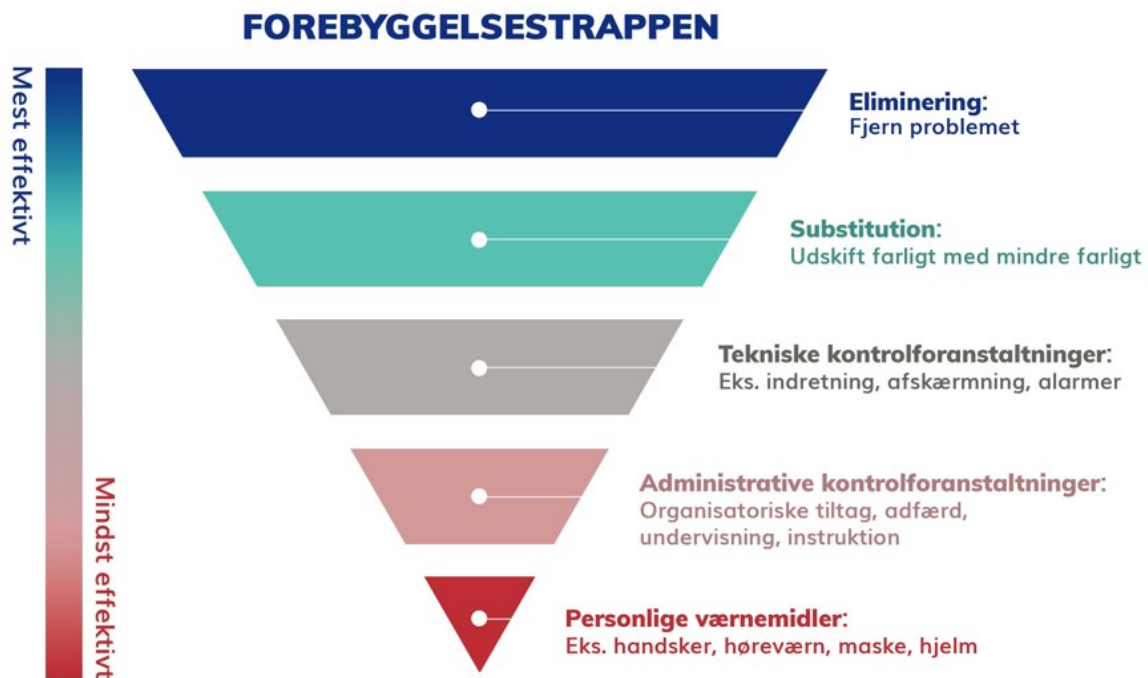 FOREBYGGELSESTRAPPEN
Mest effektivt
Eliminering:
Fjern problemet
Substitution:
Udskift farligt med mindre farligt
Tekniske kontrolforanstaltninger:
Eks. indretning, afskærmning, alarmer
Administrative kontrolforanstaltninger:
Organisatoriske tiltag, adfærd,
undervisning, instruktion
Mindst effektivt
Personlige værnemidler:
Eks. handsker, høreværn, maske, hjelm